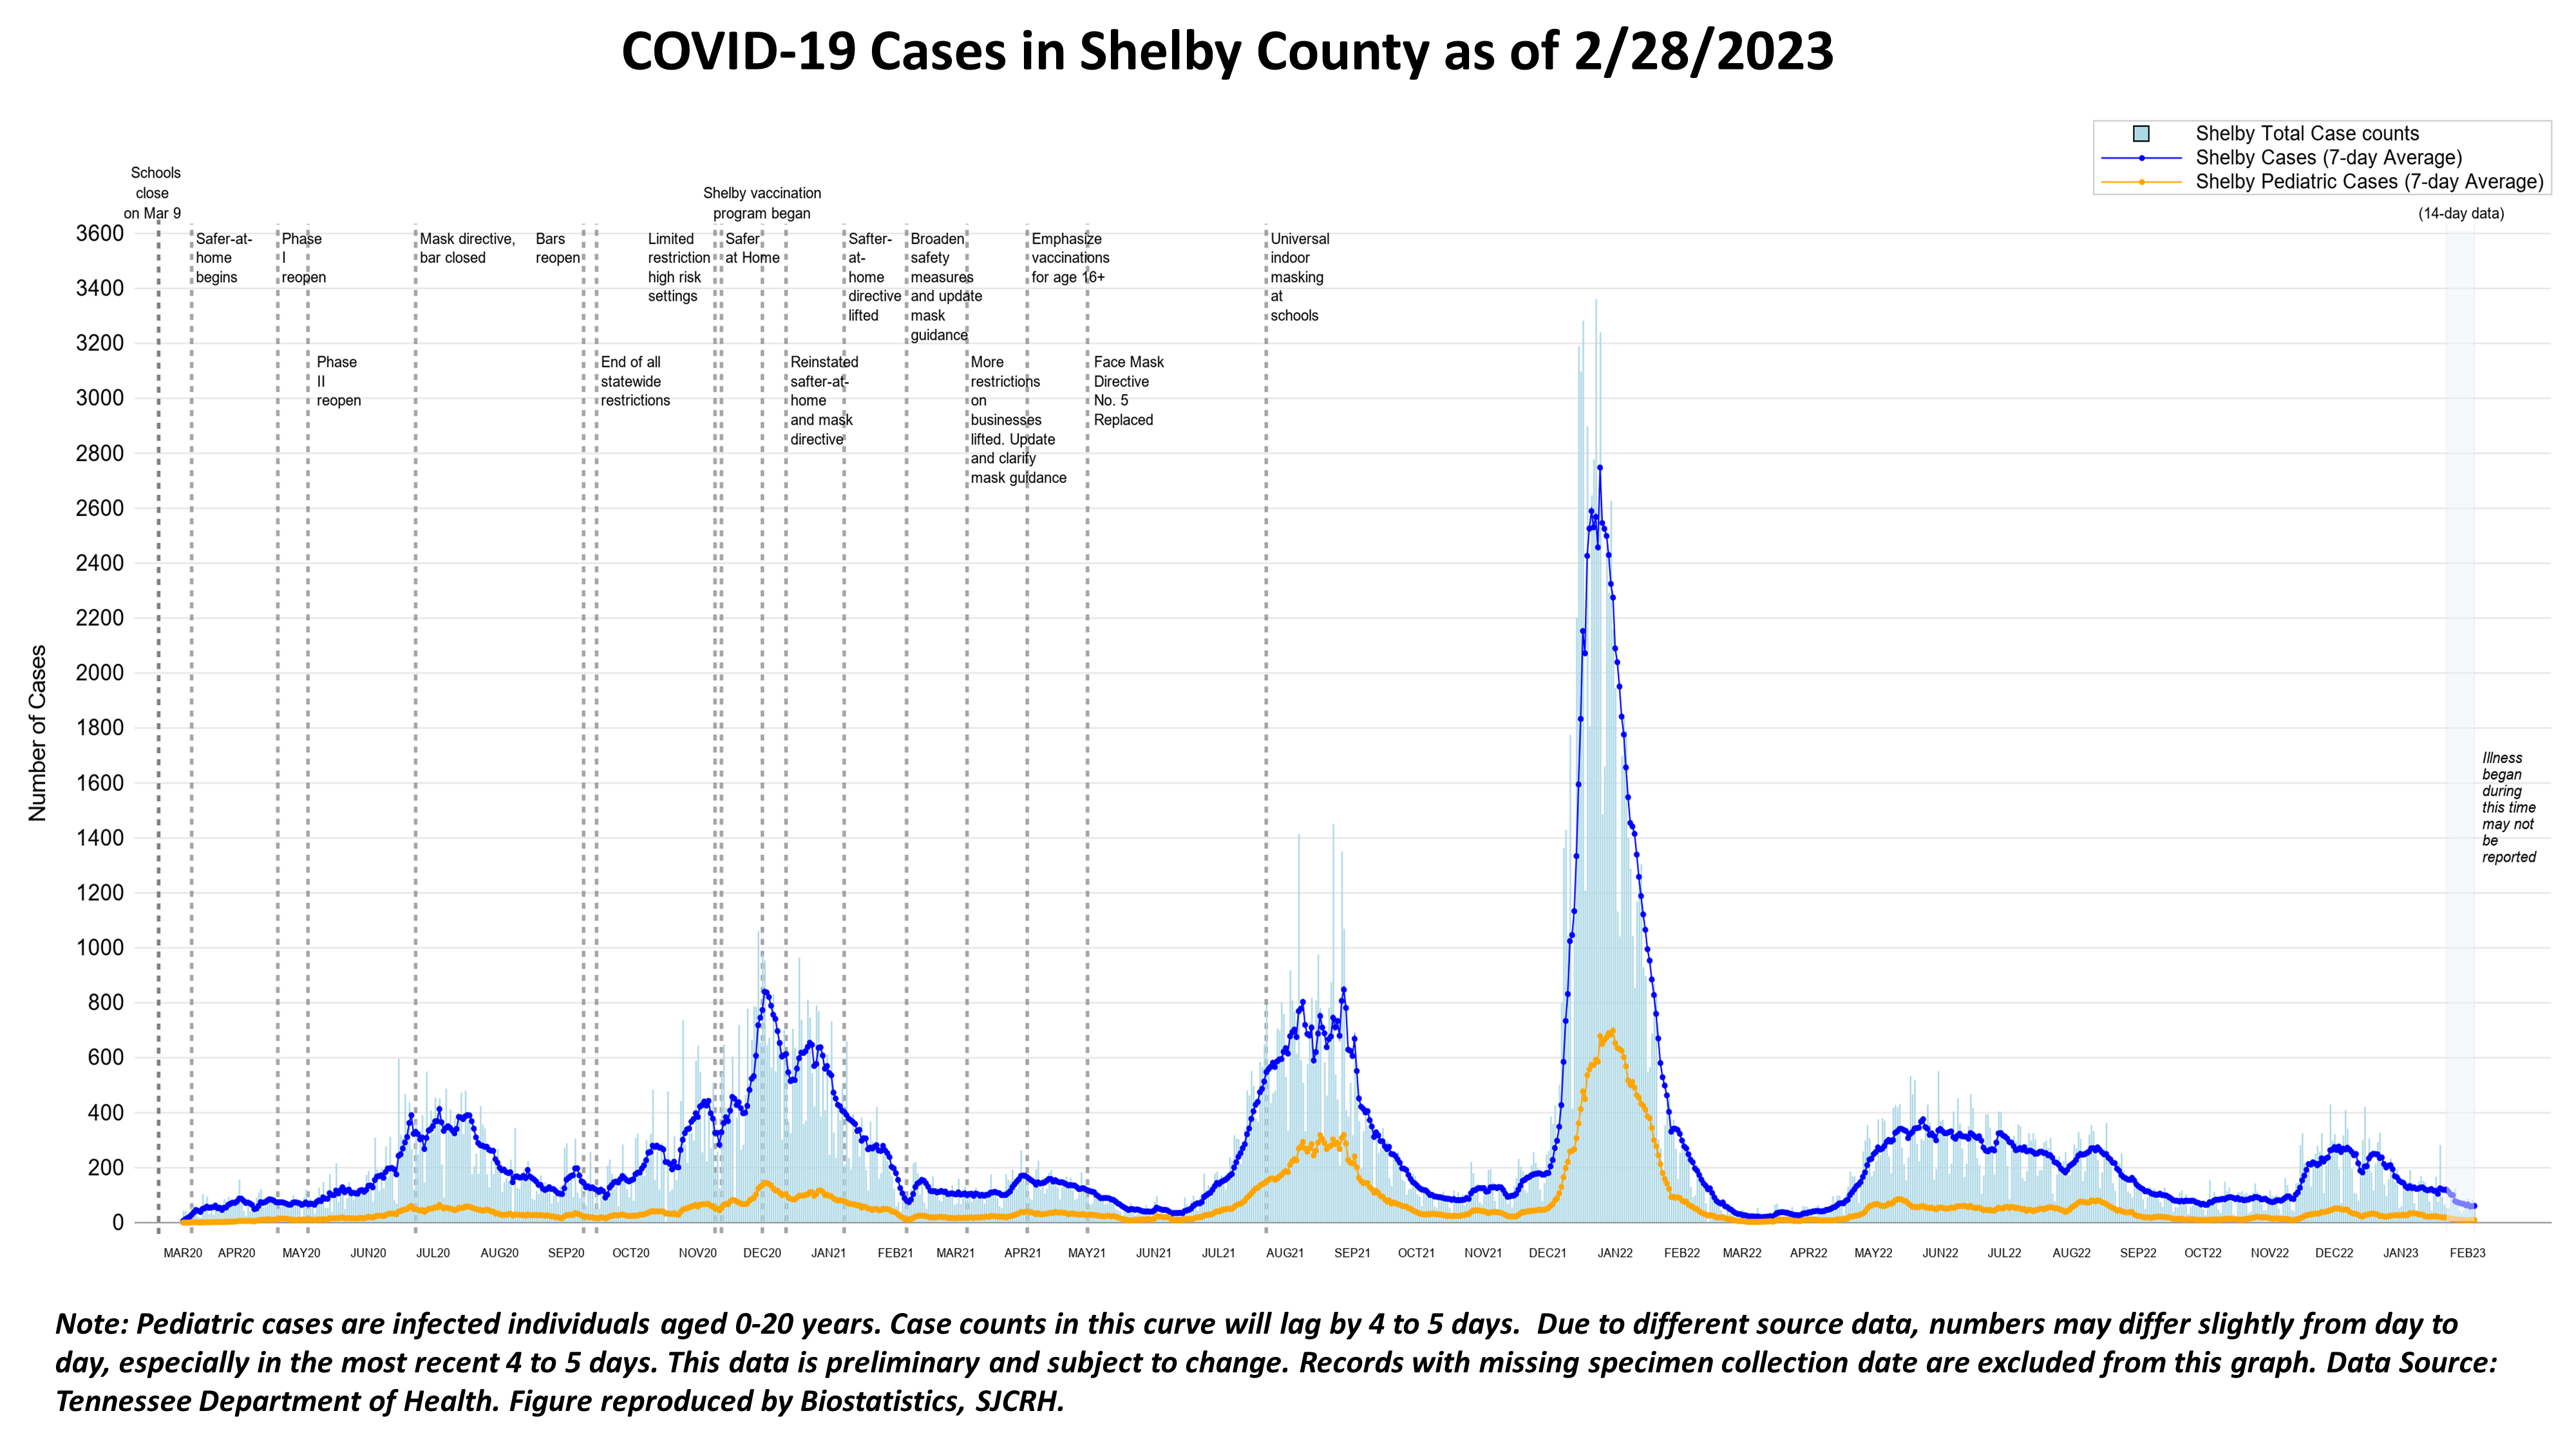 COVID-19 Cases in Shelby County as of 2/28/2023
Shelby Total Case counts
Shelby Cases (7-day Average)
Shelby Pediatric Cases (7-day Average)
(14-day data)
Schools
close
on Mar 9
Shelby vaccination
program began
Safer-at-
home
begins
Phase
I
reopen
Phase
II
reopen
Mask directive,
bar closed
Bars
reopen
End of all
statewide
restrictions
Limited
restriction
high risk
settings
Safer
at Home
Reinstated
safter-at-
home
and mask
directive
Safter-
at-
home
directive
lifted
Broaden
safety
measures
and update
mask
guidance
More
restrictions
on
businesses
lifted. Update
and clarify
mask guidance
Emphasize
vaccinations
for age 16+
Face Mask
Directive
No. 5
Replaced
Universal
indoor
masking
at
schools
Illness
began
during
this time
may not
be
reported
Number of Cases
3600
3400
3200
3000
2800
2600
2400
2200
2000
1800
1600
1400
1200
1000
800
600
400
200
0
MAR20 APR20 MAY20 JUN20 JUL20 AUG20 SEP20 OCT20 NOV20 DEC20 JAN21 FEB21 MAR21 APR21 MAY21 JUN21 JUL21 AUG21 SEP21 OCT21 NOV21 DEC21 JAN22 FEB22 MAR22 APR22 MAY22 JUN22 JUL22 AUG22 SEP22 OCT22 NOV22 DEC22 JAN23 FEB23
Note: Pediatric cases are infected individuals aged 0-20 years. Case counts in this curve will lag by 4 to 5 days. Due to different source data, numbers may differ slightly from day to
day, especially in the most recent 4 to 5 days. This data is preliminary and subject to change. Records with missing specimen collection date are excluded from this graph. Data Source:
Tennessee Department of Health. Figure reproduced by Biostatistics, SJCRH.